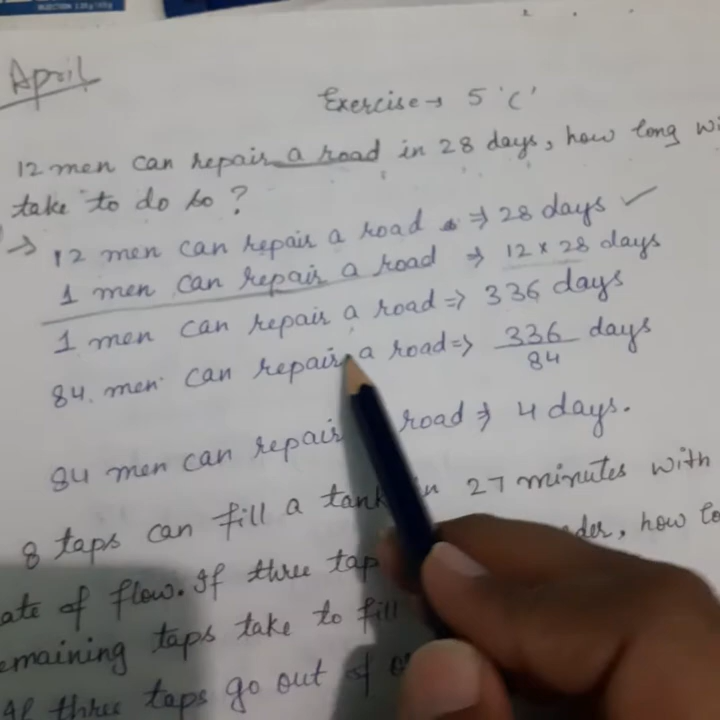 April
Exercise → 5 'C'
12 men can repair a road in 28 days, how long
take to do so?
→ 12 men can repair a road ⇒ 28 days ✓
1 men can repair a road ⇒ 12 × 28 days
1 men can repair a road ⇒ 336 days
84. men can repair a road ⇒ 336/84 days
84 men can repair road ⇒ 4 days.
8 taps can fill a tank in 27 minutes with
of flow. If three tap how
taps take to fill
If three taps go out of